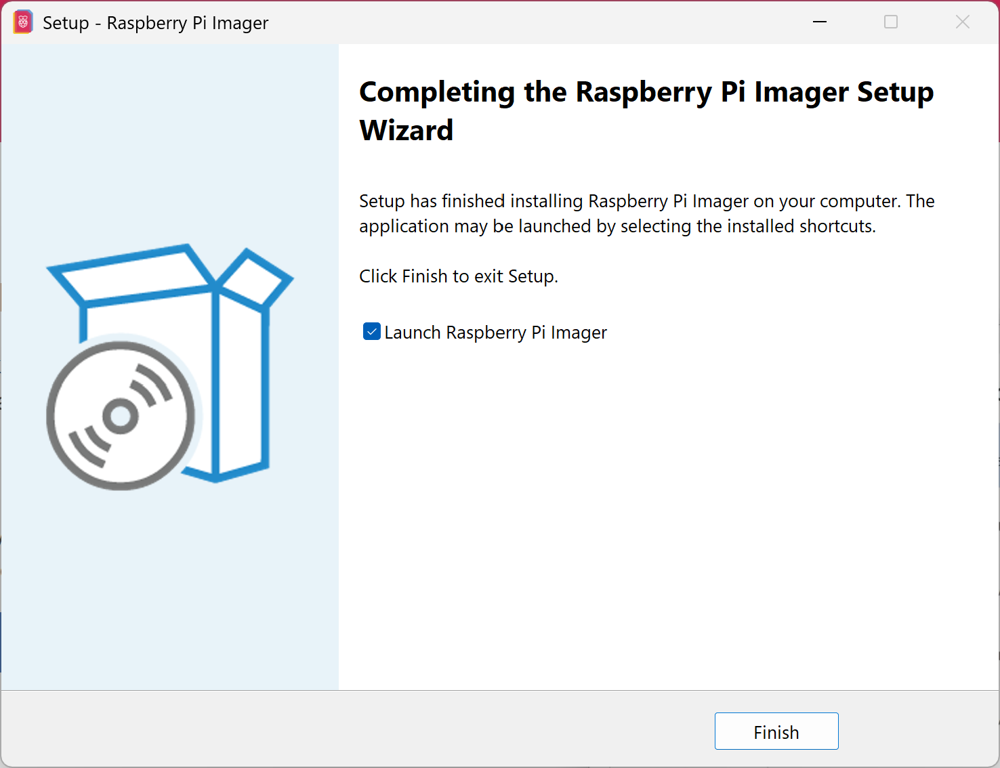 Setup - Raspberry Pi Imager
Completing the Raspberry Pi Imager Setup
Wizard
Setup has finished installing Raspberry Pi Imager on your computer. The
application may be launched by selecting the installed shortcuts.
Click Finish to exit Setup.
Launch Raspberry Pi Imager
Finish